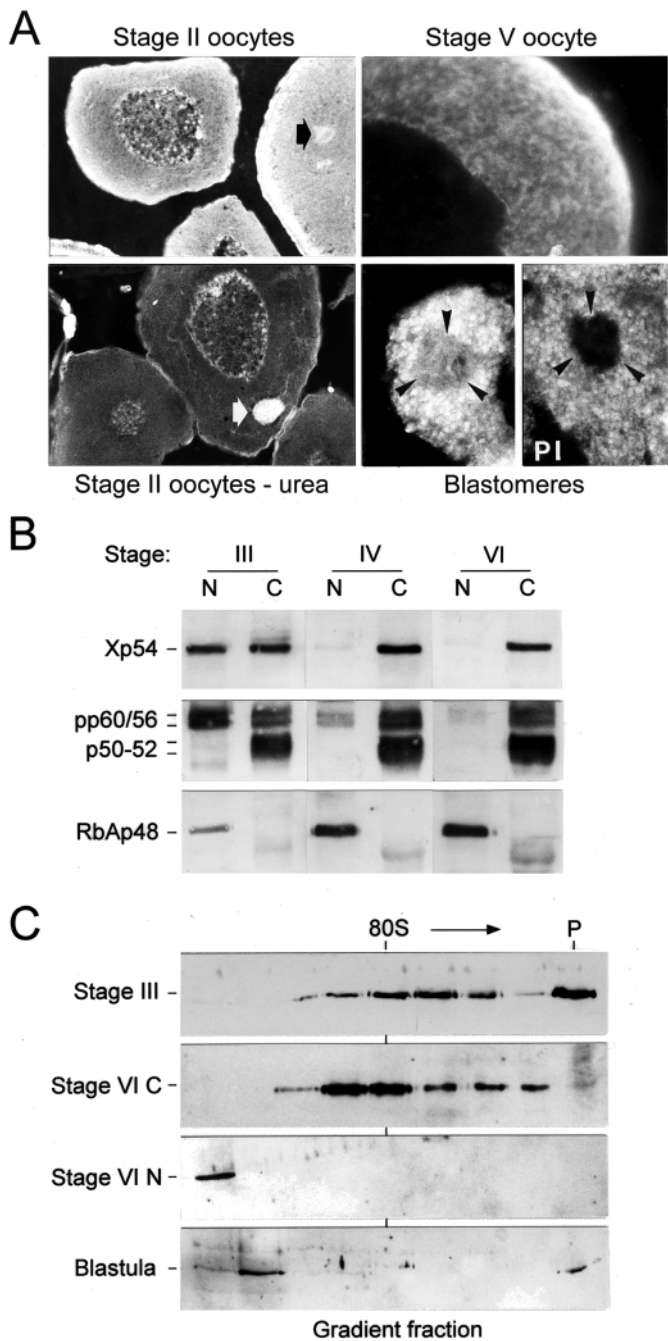 A
Stage II oocytes
Stage V oocyte
PI
Stage II oocytes - urea
Blastomeres
B
Stage: III IV VI
N C N C N C
Xp54
pp60/56
p50-52
RbAp48
C
80S P
Stage III
Stage VI C
Stage VI N
Blastula
Gradient fraction